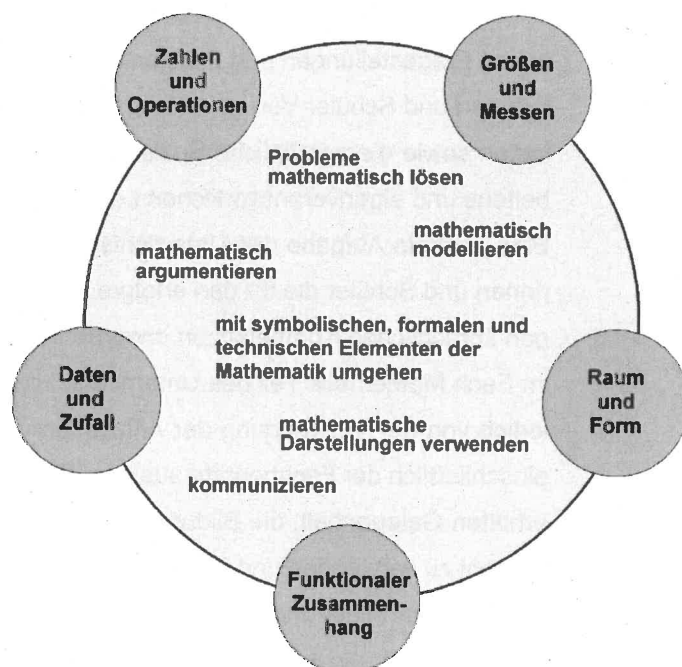 Zahlen
und
Operationen
Größen
und
Messen
Probleme
mathematisch lösen
mathematisch
modellieren
mathematisch
argumentieren
mit symbolischen, formalen und
technischen Elementen der
Mathematik umgehen
Daten
und
Zufall
Raum
und
Form
mathematische
Darstellungen verwenden
kommunizieren
Funktionaler
Zusammen-
hang